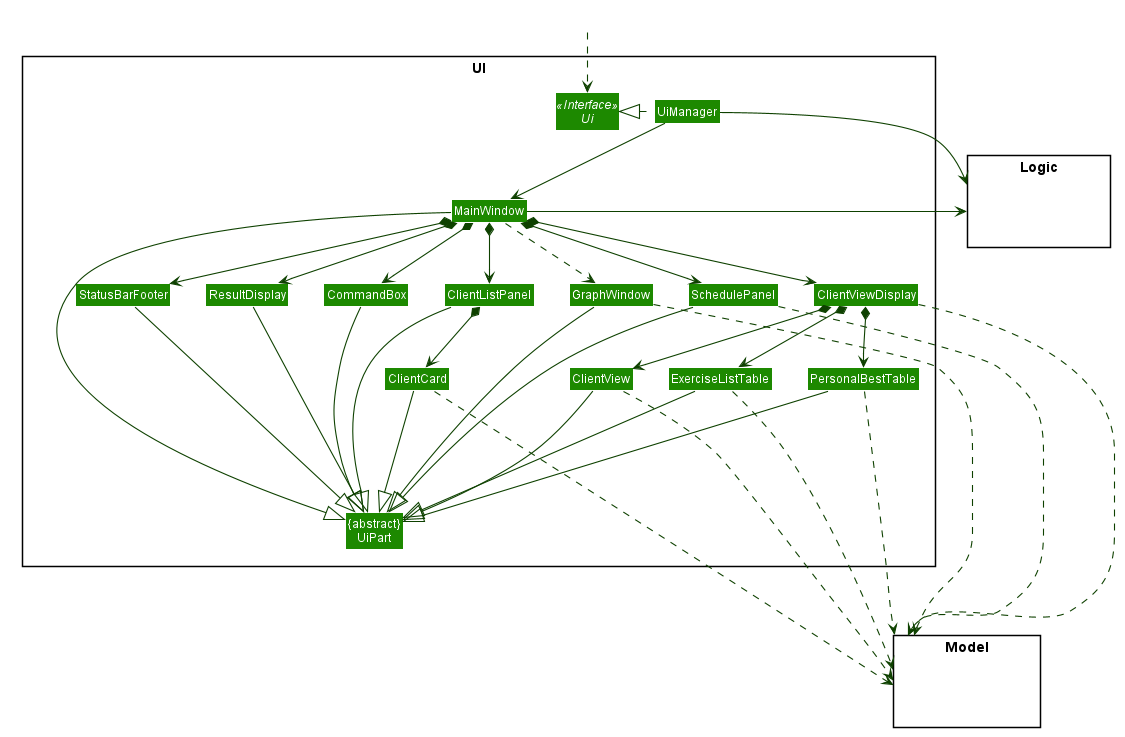 UI
«Interface»
Ui
UiManager
Logic
MainWindow
StatusBarFooter
ResultDisplay
CommandBox
ClientListPanel
GraphWindow
SchedulePanel
ClientViewDisplay
ClientCard
ClientView
ExerciseListTable
PersonalBestTable
{abstract}
UiPart
Model